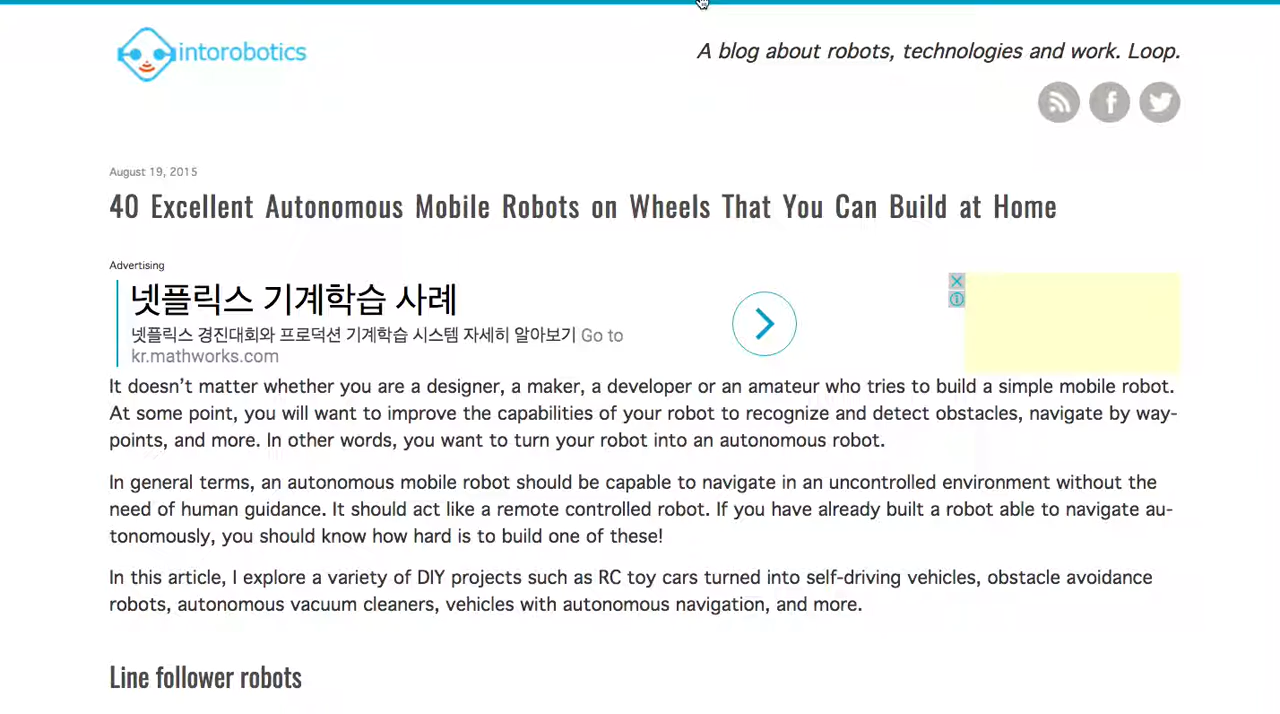 intorobotics
A blog about robots, technologies and work. Loop.
August 19, 2015
40 Excellent Autonomous Mobile Robots on Wheels That You Can Build at Home
Advertising
넷플릭스 기계학습 사례
넷플릭스 경진대회와 프로덕션 기계학습 시스템 자세히 알아보기 Go to
kr.mathworks.com
It doesn't matter whether you are a designer, a maker, a developer or an amateur who tries to build a simple mobile robot.
At some point, you will want to improve the capabilities of your robot to recognize and detect obstacles, navigate by way-
points, and more. In other words, you want to turn your robot into an autonomous robot.
In general terms, an autonomous mobile robot should be capable to navigate in an uncontrolled environment without the
need of human guidance. It should act like a remote controlled robot. If you have already built a robot able to navigate au-
tonomously, you should know how hard is to build one of these!
In this article, I explore a variety of DIY projects such as RC toy cars turned into self-driving vehicles, obstacle avoidance
robots, autonomous vacuum cleaners, vehicles with autonomous navigation, and more.
Line follower robots